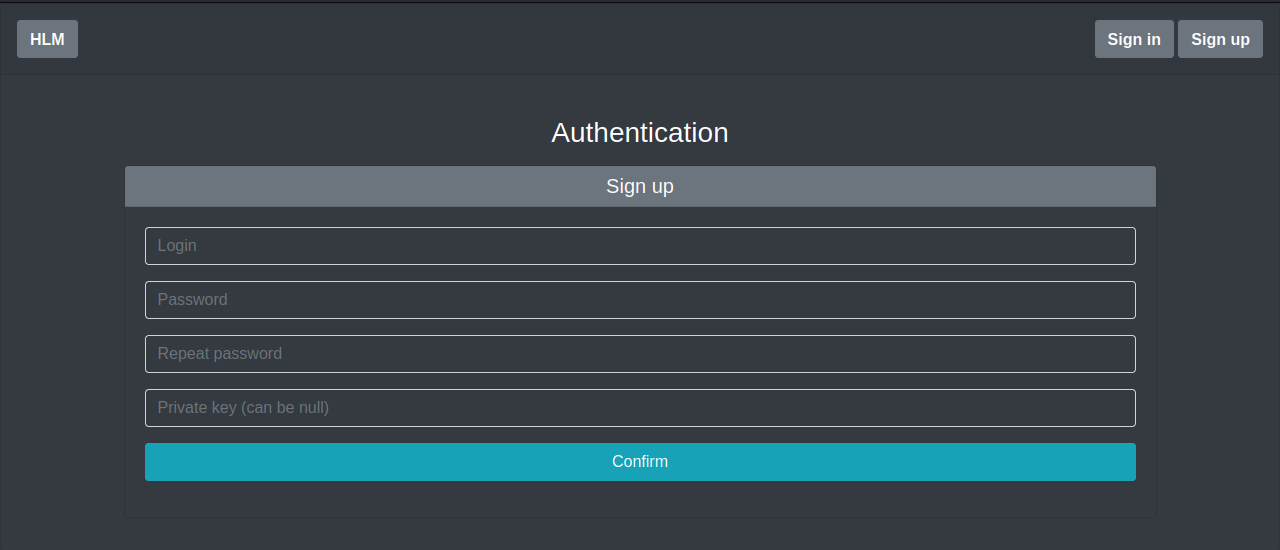 HLM
Sign in
Sign up
Authentication
Sign up
Login
Password
Repeat password
Private key (can be null)
Confirm